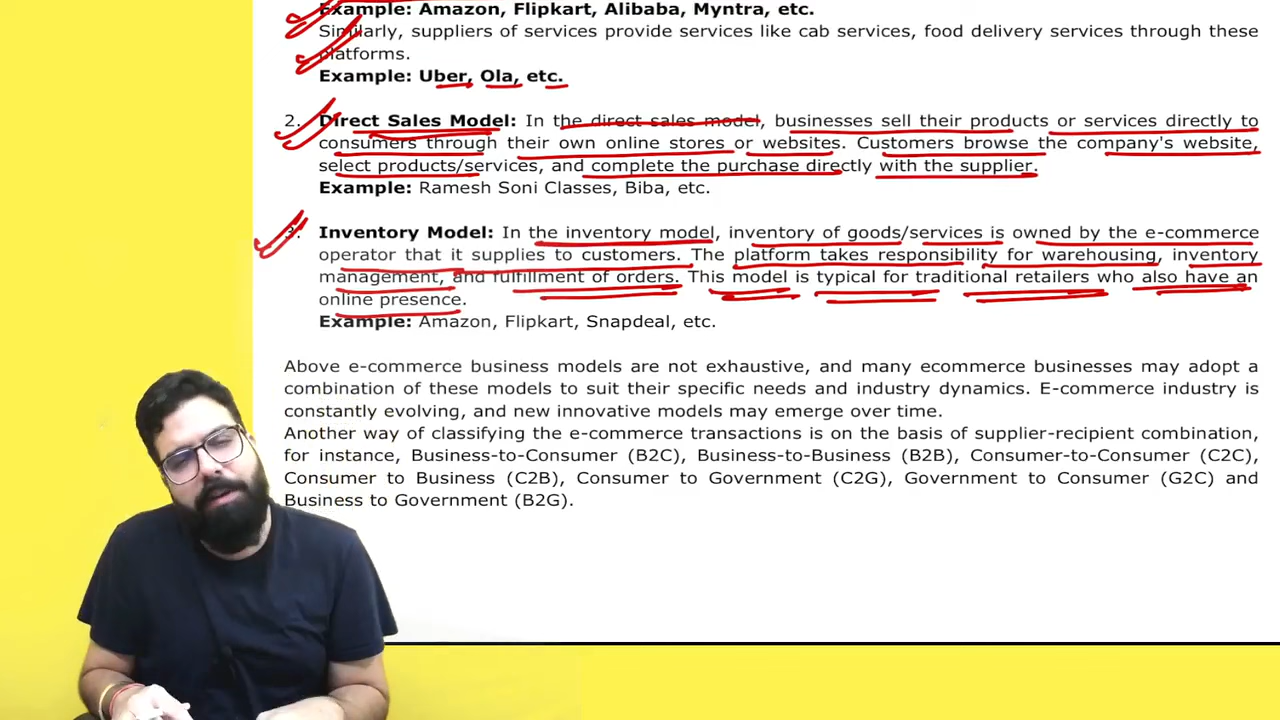 Example: Amazon, Flipkart, Alibaba, Myntra, etc.
Similarly, suppliers of services provide services like cab services, food delivery services through these
platforms.
Example: Uber, Ola, etc.
2. Direct Sales Model: In the direct sales model, businesses sell their products or services directly to
consumers through their own online stores or websites. Customers browse the company's website,
select products/services, and complete the purchase directly with the supplier.
Example: Ramesh Soni Classes, Biba, etc.
3. Inventory Model: In the inventory model, inventory of goods/services is owned by the e-commerce
operator that it supplies to customers. The platform takes responsibility for warehousing, inventory
management, and fulfillment of orders. This model is typical for traditional retailers who also have an
online presence.
Example: Amazon, Flipkart, Snapdeal, etc.
Above e-commerce business models are not exhaustive, and many ecommerce businesses may adopt a
combination of these models to suit their specific needs and industry dynamics. E-commerce industry is
constantly evolving, and new innovative models may emerge over time.
Another way of classifying the e-commerce transactions is on the basis of supplier-recipient combination,
for instance, Business-to-Consumer (B2C), Business-to-Business (B2B), Consumer-to-Consumer (C2C),
Consumer to Business (C2B), Consumer to Government (C2G), Government to Consumer (G2C) and
Business to Government (B2G).